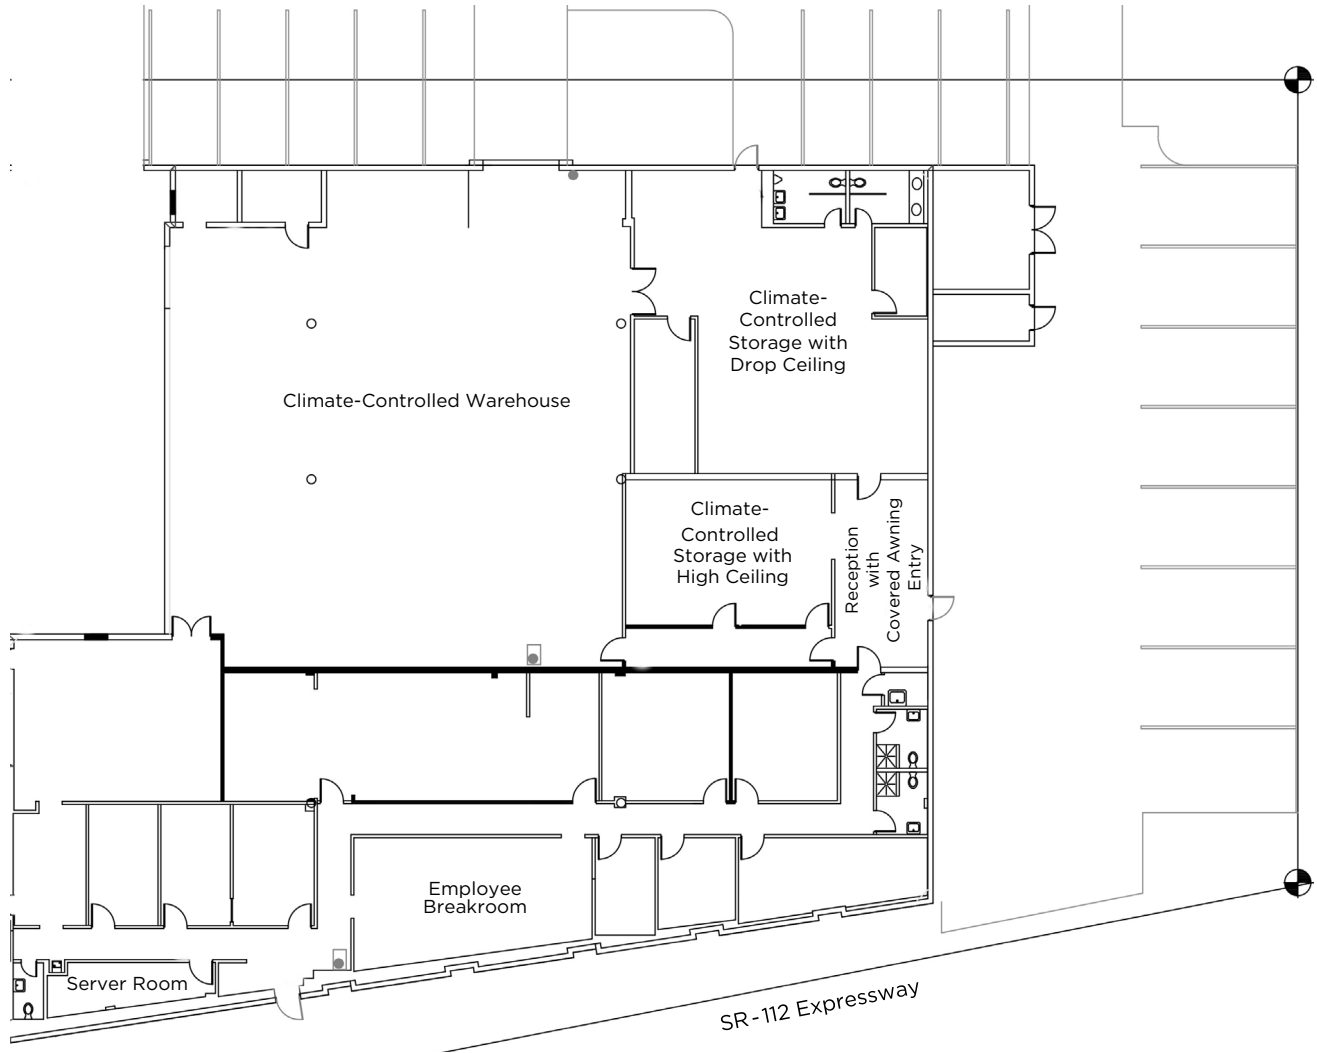 Climate-
Controlled
Storage with
Drop Ceiling
Climate-Controlled Warehouse
Climate-
Controlled
Storage with
High Ceiling
Reception
with
Covered Awning
Entry
Employee
Breakroom
Server Room
SR-112 Expressway